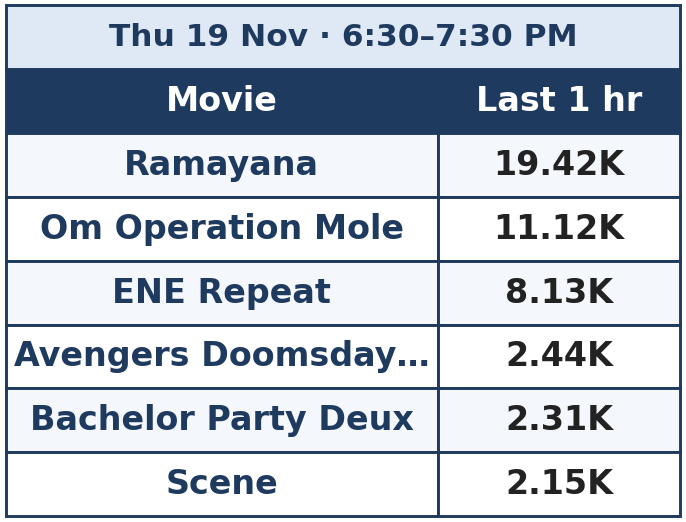 Thu 19 Nov · 6:30–7:30 PM
Movie Last 1 hr
Ramayana 19.42K
Om Operation Mole 11.12K
ENE Repeat 8.13K
Avengers Doomsday... 2.44K
Bachelor Party Deux 2.31K
Scene 2.15K